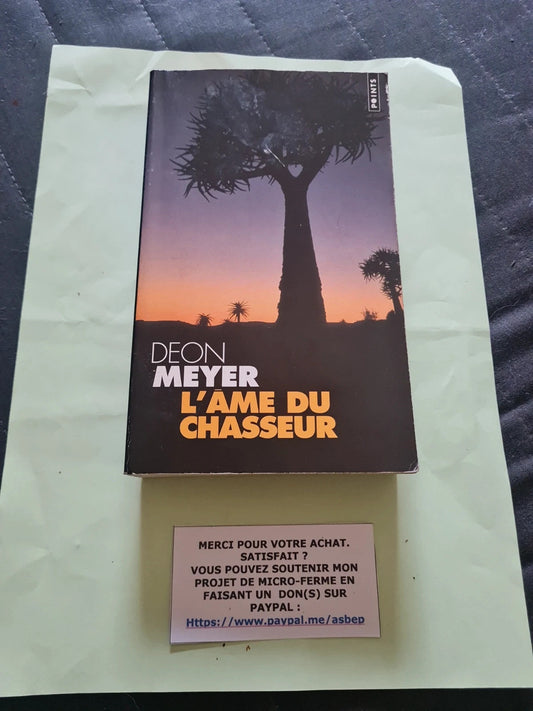 POINTS
DEON
MEYER
L'ÂME DU
CHASSEUR
MERCI POUR VOTRE ACHAT.
SATISFAIT ?
VOUS POUVEZ SOUTENIR MON
PROJET DE MICRO-FERME EN
FAISANT UN DON(S) SUR
PAYPAL :
Https://www.paypal.me/asbep